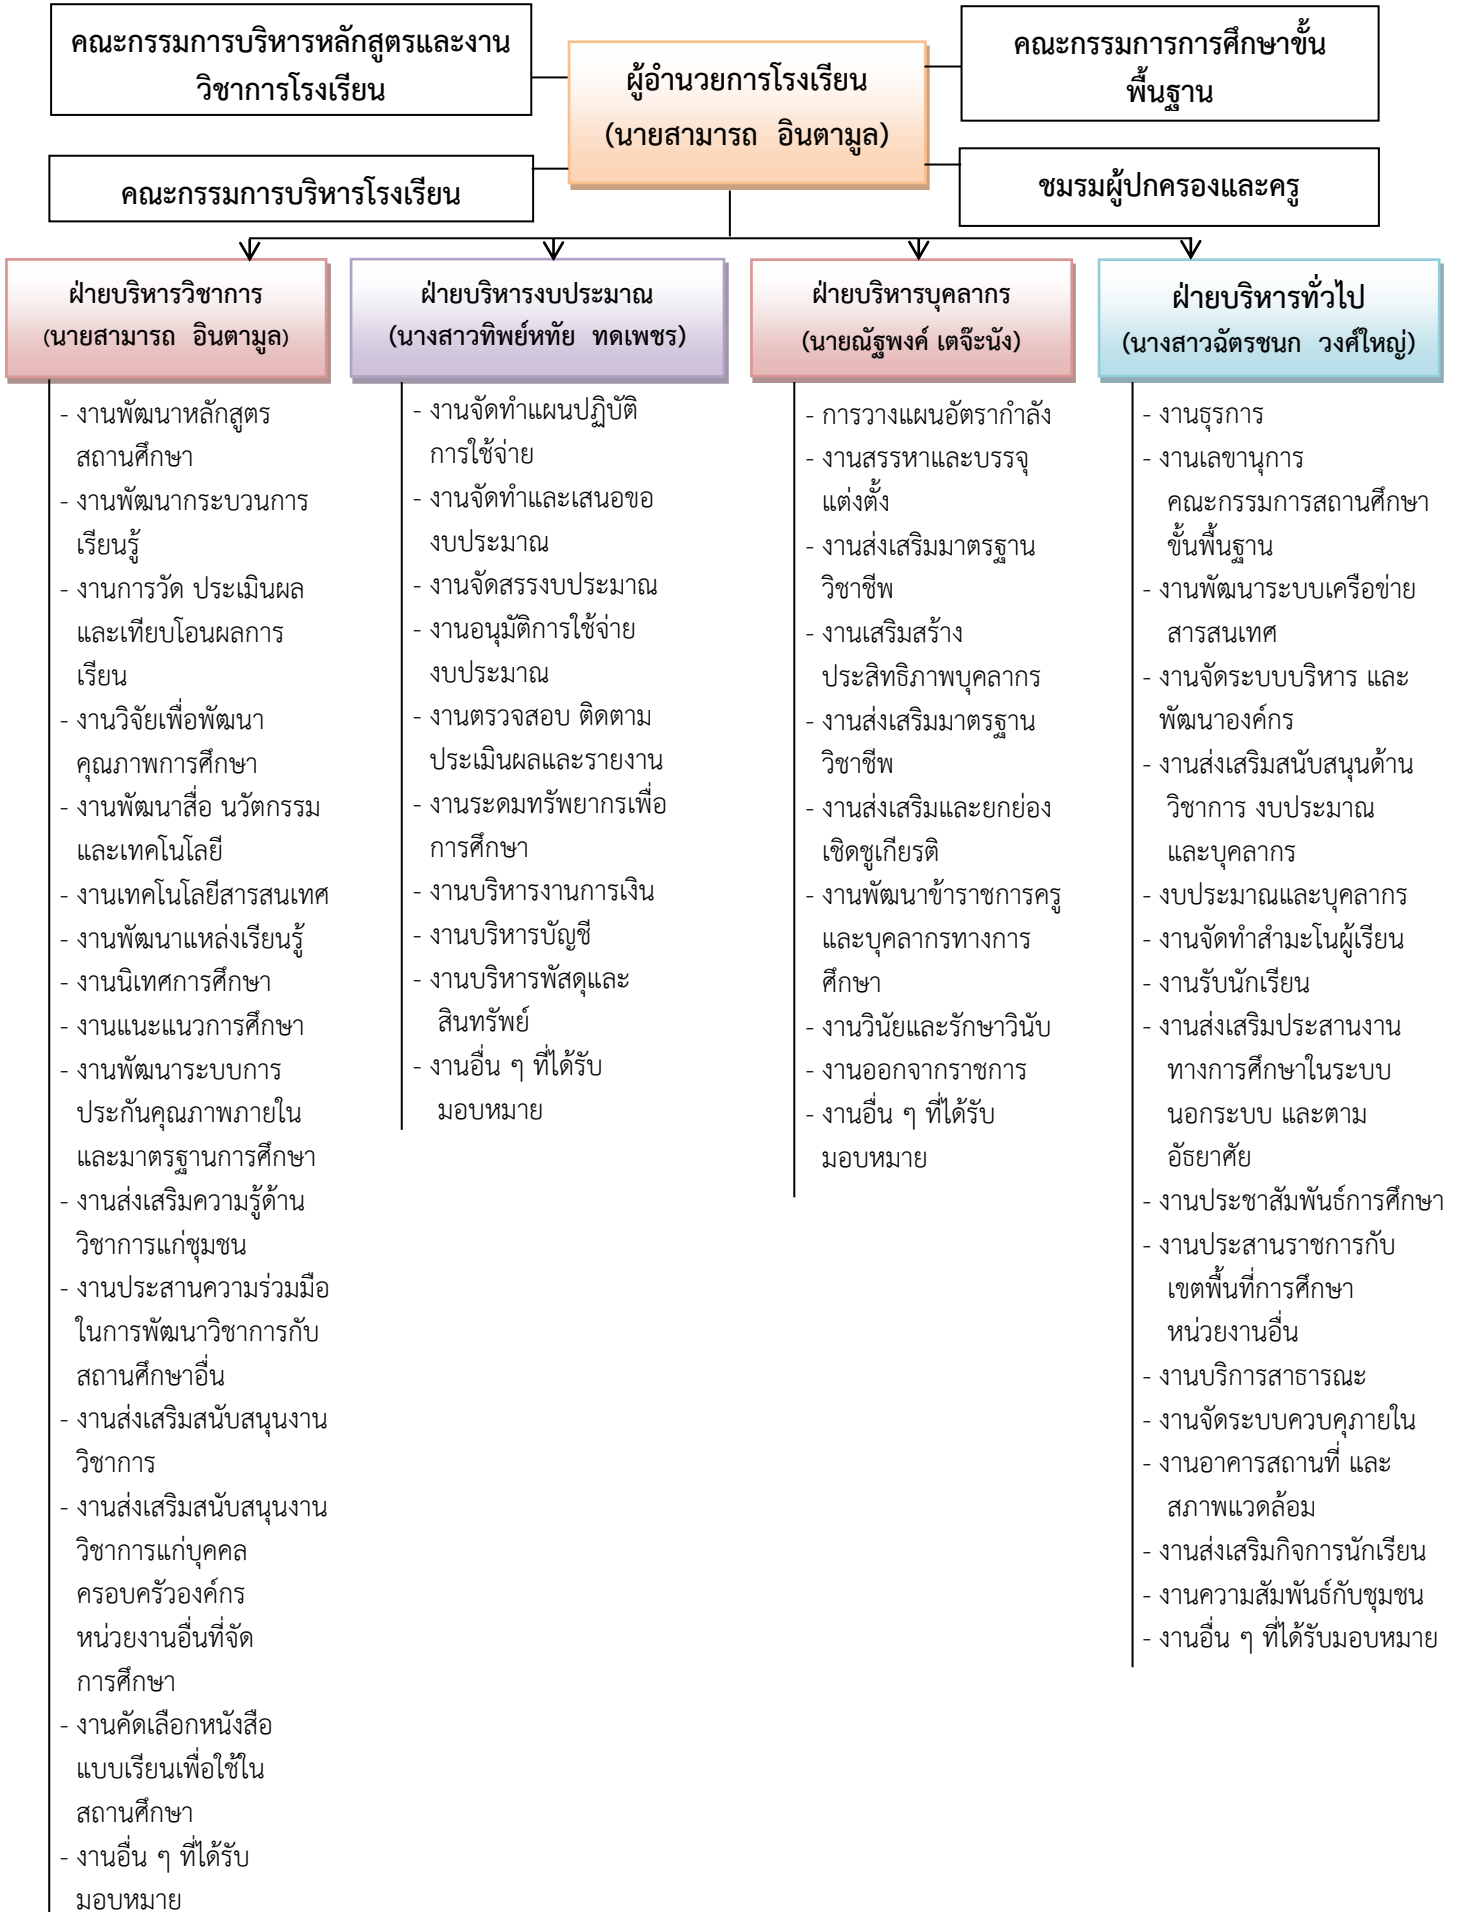 คณะกรรมการบริหารหลักสูตรและงาน
วิชาการโรงเรียน
ผู้อำนวยการโรงเรียน
(นายสามารถ  อินตามูล)
คณะกรรมการการศึกษาขั้น
พื้นฐาน
คณะกรรมการบริหารโรงเรียน
ชมรมผู้ปกครองและครู
ฝ่ายบริหารวิชาการ
(นายสามารถ  อินตามูล)
- งานพัฒนาหลักสูตร
สถานศึกษา
- งานพัฒนากระบวนการ
เรียนรู้
- งานการวัด ประเมินผล
และเทียบโอนผลการ
เรียน
- งานวิจัยเพื่อพัฒนา
คุณภาพการศึกษา
- งานพัฒนาสื่อ นวัตกรรม
และเทคโนโลยี
- งานเทคโนโลยีสารสนเทศ
- งานพัฒนาแหล่งเรียนรู้
- งานนิเทศการศึกษา
- งานแนะแนวการศึกษา
- งานพัฒนาระบบการ
ประกันคุณภาพภายใน
และมาตรฐานการศึกษา
- งานส่งเสริมความรู้ด้าน
วิชาการแก่ชุมชน
- งานประสานความร่วมมือ
ในการพัฒนาวิชาการกับ
สถานศึกษาอื่น
- งานส่งเสริมสนับสนุนงาน
วิชาการ
- งานส่งเสริมสนับสนุนงาน
วิชาการแก่บุคคล
ครอบครัวองค์กร
หน่วยงานอื่นที่จัด
การศึกษา
- งานคัดเลือกหนังสือ
แบบเรียนเพื่อใช้ใน
สถานศึกษา
- งานอื่น ๆ ที่ได้รับ
มอบหมาย
ฝ่ายบริหารงบประมาณ
(นางสาวทิพย์หทัย  ทดเพชร)
- งานจัดทำแผนปฏิบัติ
การใช้จ่าย
- งานจัดทำและเสนอขอ
งบประมาณ
- งานจัดสรรงบประมาณ
- งานอนุมัติการใช้จ่าย
งบประมาณ
- งานตรวจสอบ ติดตาม
ประเมินผลและรายงาน
- งานระดมทรัพยากรเพื่อ
การศึกษา
- งานบริหารงานการเงิน
- งานบริหารบัญชี
- งานบริหารพัสดุและ
สินทรัพย์
- งานอื่น ๆ ที่ได้รับ
มอบหมาย
ฝ่ายบริหารบุคลากร
(นายณัฐพงค์ เตจ๊ะนัง)
- การวางแผนอัตรากำลัง
- งานสรรหาและบรรจุ
แต่งตั้ง
- งานส่งเสริมมาตรฐาน
วิชาชีพ
- งานเสริมสร้าง
ประสิทธิภาพบุคลากร
- งานส่งเสริมมาตรฐาน
วิชาชีพ
- งานส่งเสริมและยกย่อง
เชิดชูเกียรติ
- งานพัฒนาข้าราชการครู
และบุคลากรทางการ
ศึกษา
- งานวินัยและรักษาวินับ
- งานออกจากราชการ
- งานอื่น ๆ ที่ได้รับ
มอบหมาย
ฝ่ายบริหารทั่วไป
(นางสาวฉัตรชนก  วงศ์ใหญ่)
- งานธุรการ
- งานเลขานุการ
คณะกรรมการสถานศึกษา
ขั้นพื้นฐาน
- งานพัฒนาระบบเครือข่าย
สารสนเทศ
- งานจัดระบบบริหาร และ
พัฒนาองค์กร
- งานส่งเสริมสนับสนุนด้าน
วิชาการ งบประมาณ
และบุคลากร
- งบประมาณและบุคลากร
- งานจัดทำสำมะโนผู้เรียน
- งานรับนักเรียน
- งานส่งเสริมประสานงาน
ทางการศึกษาในระบบ
นอกระบบ และตาม
อัธยาศัย
- งานประชาสัมพันธ์การศึกษา
- งานประสานราชการกับ
เขตพื้นที่การศึกษา
หน่วยงานอื่น
- งานบริการสาธารณะ
- งานจัดระบบควบคุภายใน
- งานอาคารสถานที่ และ
สภาพแวดล้อม
- งานส่งเสริมกิจการนักเรียน
- งานความสัมพันธ์กับชุมชน
- งานอื่น ๆ ที่ได้รับมอบหมาย